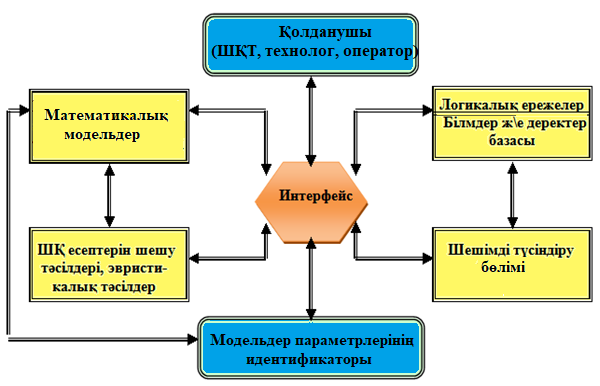 Қолданушы
(ШҚТ, технолог, оператор)
Математикалық
модельдер
Логикалық ережелер
Білмдер ж\е деректер
базасы
Интерфейс
ШҚ есептерін шешу
тәсілдері, эвристи-
калық тәсілдер
Шешімді түсіндіру
бөлімі
Модельдер параметрлерінің
идентификаторы